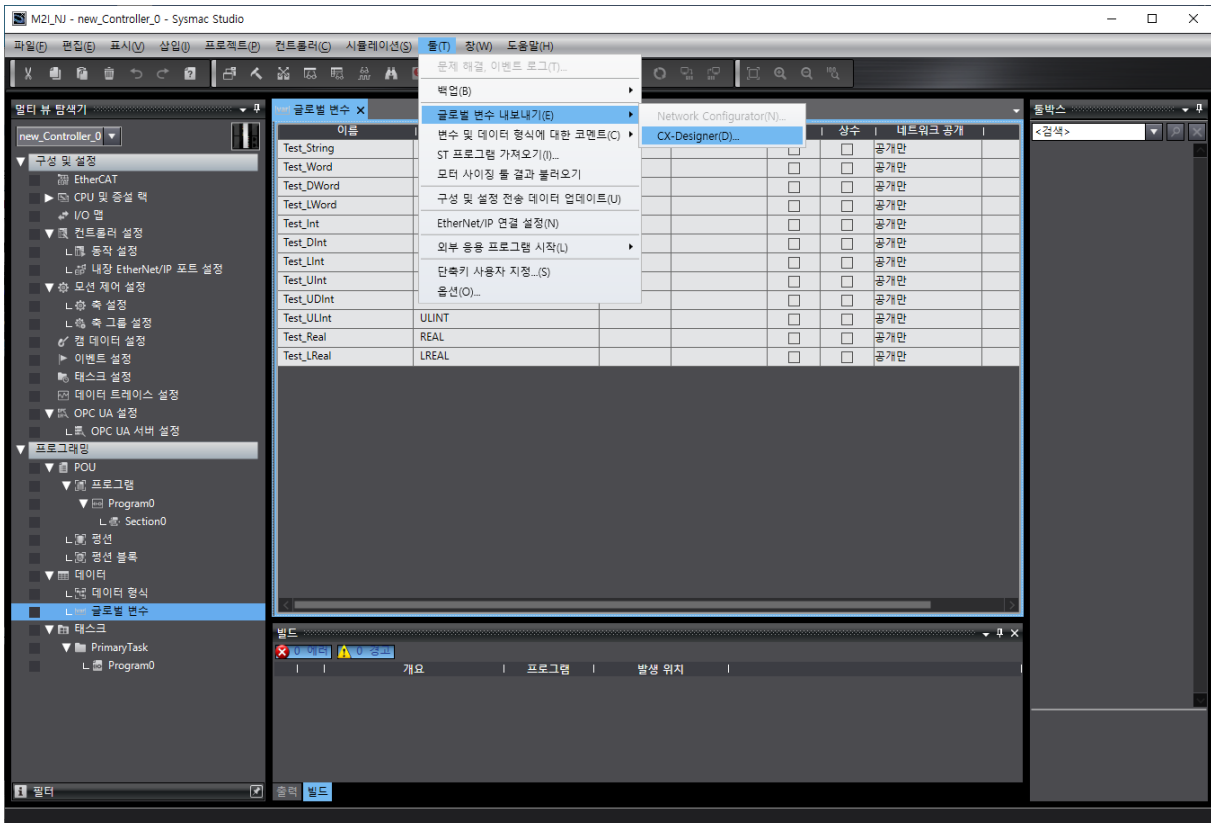 M2I_NJ - new_Controller_0 - Sysmac Studio
파일(F) 편집(E) 표시(V) 삽입(I) 프로젝트(P) 컨트롤러(C) 시뮬레이션(S) 툴(T) 창(W) 도움말(H)
문제 해결, 이벤트 로그(T)...
백업(B)
글로벌 변수 내보내기(E)
변수 및 데이터 형식에 대한 코멘트(C)
ST 프로그램 가져오기(I)...
모터 사이징 툴 결과 불러오기
구성 및 설정 전송 데이터 업데이트(U)
EtherNet/IP 연결 설정(N)
외부 응용 프로그램 시작(L)
단축키 사용자 지정...(S)
옵션(O)...
Network Configurator(N)...
CX-Designer(D)...
멀티 뷰 탐색기
new_Controller_0
구성 및 설정
EtherCAT
CPU 및 증설 랙
I/O 맵
컨트롤러 설정
동작 설정
내장 EtherNet/IP 포트 설정
모션 제어 설정
축 설정
축 그룹 설정
캠 데이터 설정
이벤트 설정
태스크 설정
데이터 트레이스 설정
OPC UA 설정
OPC UA 서버 설정
프로그래밍
POU
프로그램
Program0
Section0
펑션
펑션 블록
데이터
데이터 형식
글로벌 변수
태스크
PrimaryTask
Program0
필터
글로벌 변수
이름 상수 네트워크 공개
Test_String 공개만
Test_Word 공개만
Test_DWord 공개만
Test_LWord 공개만
Test_Int 공개만
Test_DInt 공개만
Test_LInt 공개만
Test_UInt 공개만
Test_UDInt 공개만
Test_ULInt ULINT 공개만
Test_Real REAL 공개만
Test_LReal LREAL 공개만
빌드
0 에러 0 경고
개요 프로그램 발생 위치
출력 빌드
툴박스
<검색>